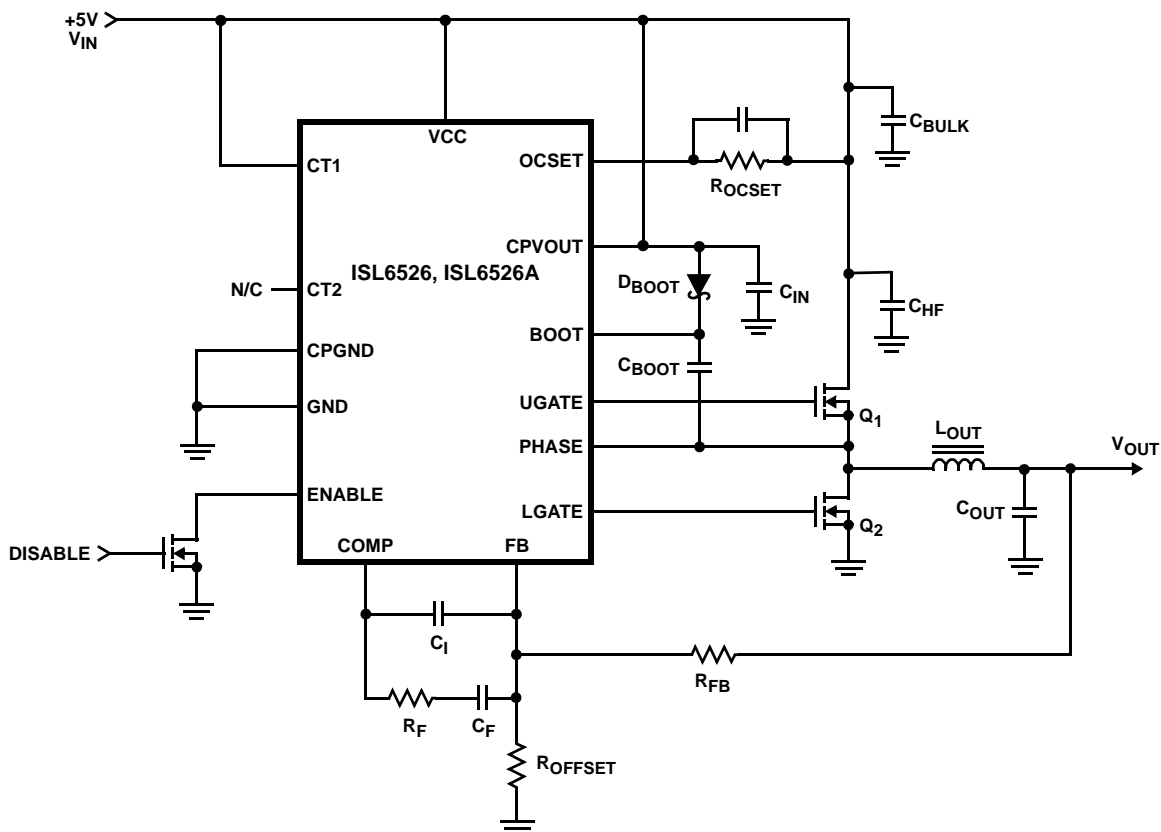 +5V
VIN
VCC
CT1
OCSET
ROCSET
CBULK
CPVOUT
ISL6526, ISL6526A
N/C
CT2
DBOOT
CIN
CHF
BOOT
CPGND
CBOOT
GND
UGATE
Q1
PHASE
LOUT
VOUT
ENABLE
LGATE
Q2
COUT
DISABLE
COMP
FB
CI
RFB
RF
CF
ROFFSET